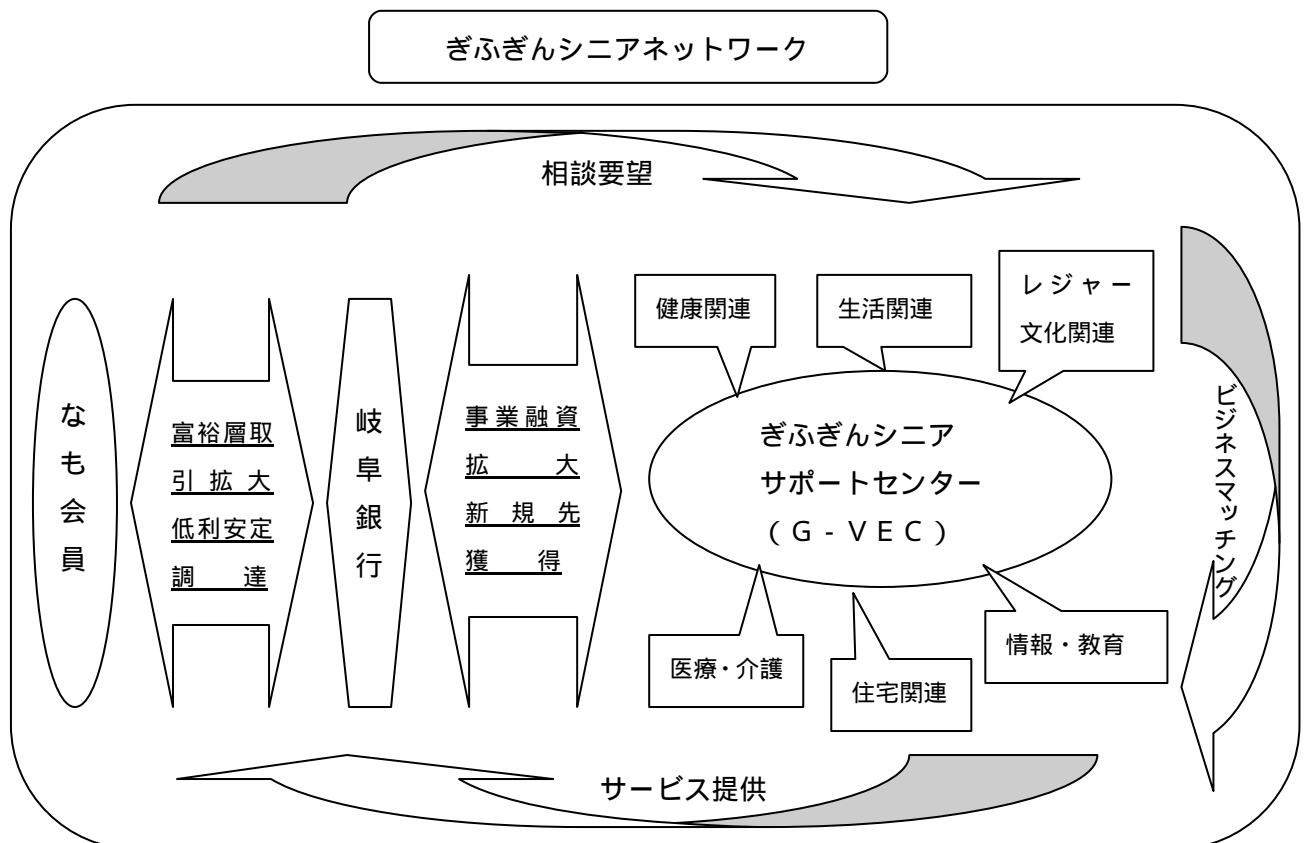 ぎふぎんシニアネットワーク
相談要望
健康関連
生活関連
レジャー
文化関連
なも会員
富裕層取
引拡大
低利安定
調達
岐阜銀行
事業融資
拡大
新規先
獲得
ぎふぎんシニア
サポートセンター
(G-VEC)
ビジネスマッチング
医療・介護
住宅関連
情報・教育
サービス提供